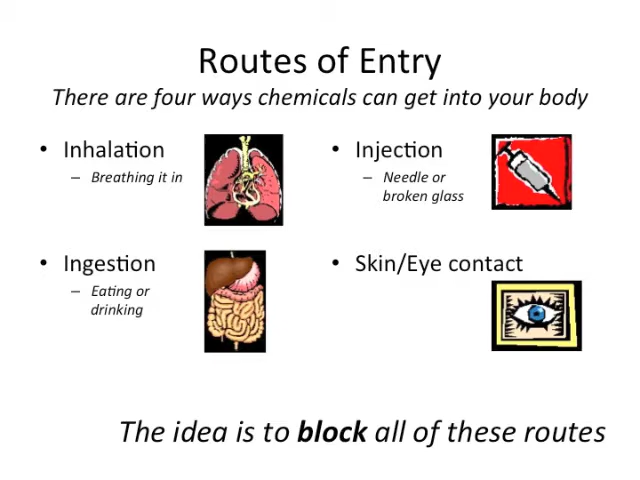 Routes of Entry
There are four ways chemicals can get into your body
• Inhalation
– Breathing it in
• Ingestion
– Eating or
drinking
• Injection
– Needle or
broken glass
• Skin/Eye contact
The idea is to block all of these routes